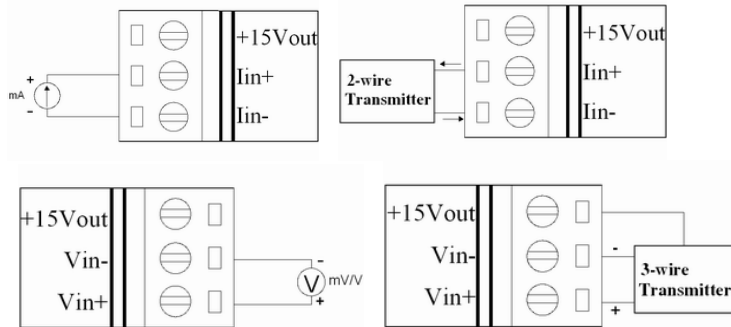 +15Vout
+
Iin+
mA
-
Iin-
+15Vout
2-wire
Transmitter
Iin+
Iin-
+15Vout
Vin-
-
V
mV/V
Vin+
+
+15Vout
Vin-
-
3-wire
Transmitter
Vin+
+